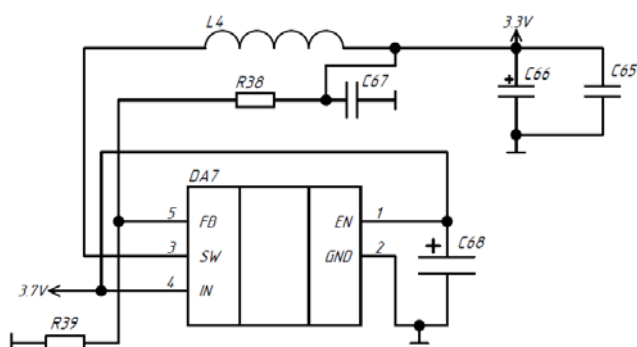 L4
3.3V
R38
C67
C66
C65
DA7
5 FB EN 1
3 SW GND 2
4 IN
C68
3.7V
R39